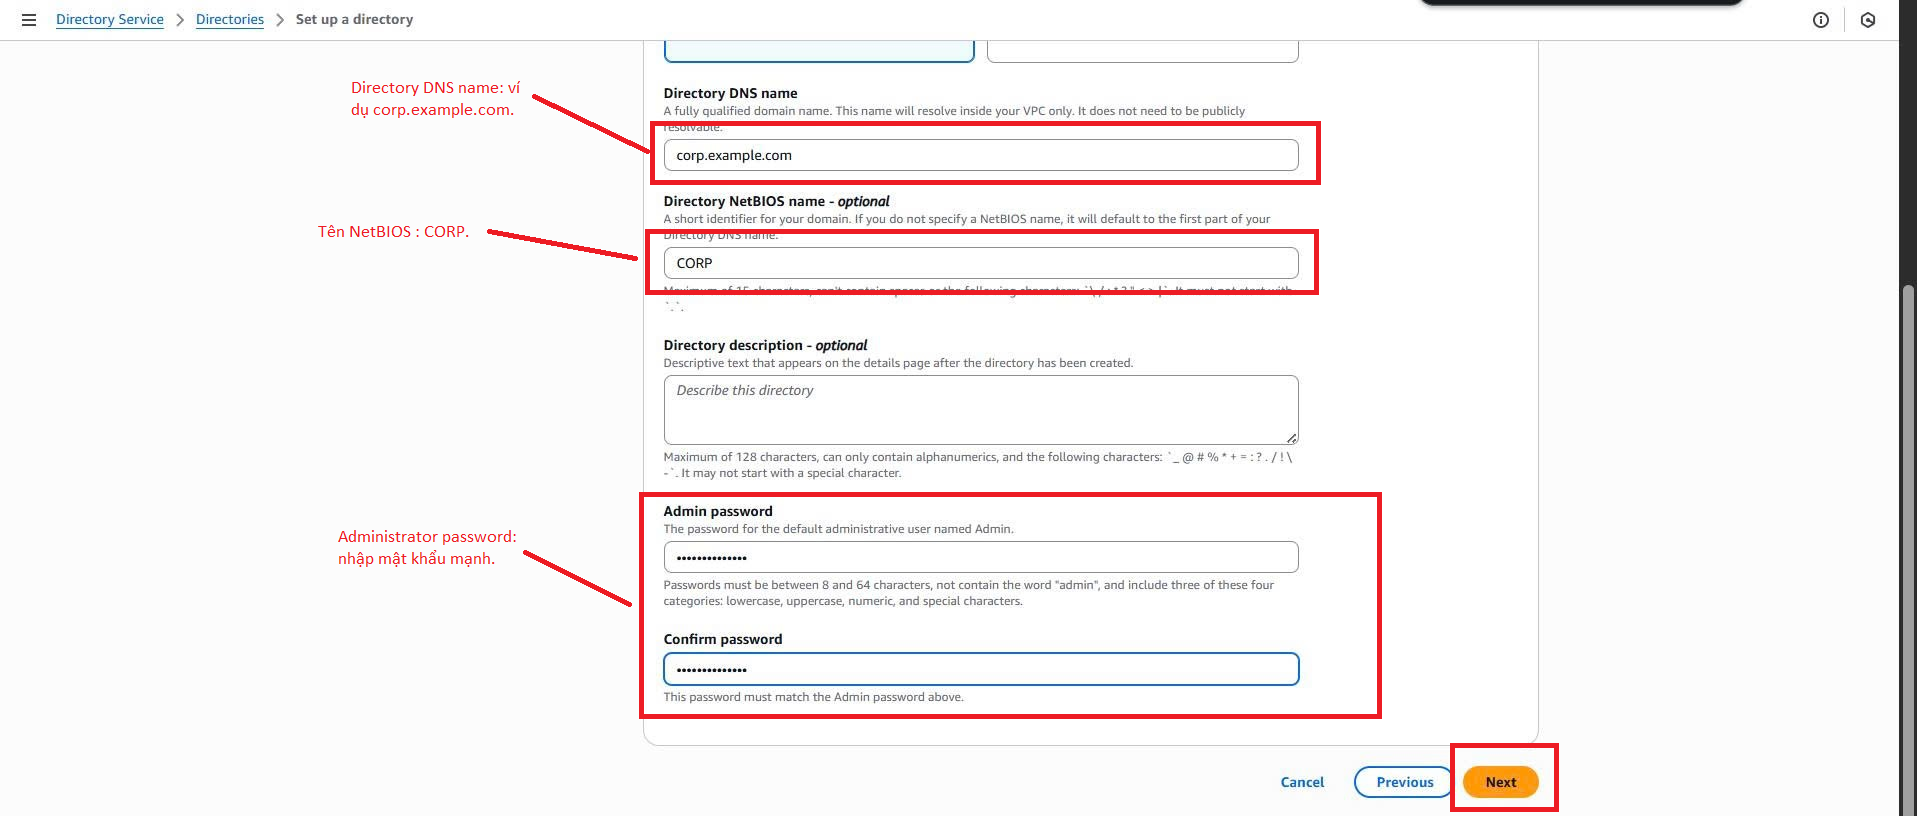 Directory Service > Directories > Set up a directory
Directory DNS name: ví
dụ corp.example.com.
Directory DNS name
A fully qualified domain name. This name will resolve inside your VPC only. It does not need to be publicly
resolvable.
corp.example.com
Directory NetBIOS name - optional
A short identifier for your domain. If you do not specify a NetBIOS name, it will default to the first part of your
Directory DNS name.
Tên NetBIOS : CORP.
CORP
Maximum of 15 characters, can't contain spaces or the following characters: `\ / : * ? " < > |`. It must not start with
`.`.
Directory description - optional
Descriptive text that appears on the details page after the directory has been created.
Describe this directory
Maximum of 128 characters, can only contain alphanumerics, and the following characters: `_ @ # % * + = : ? . / ! \
-`. It may not start with a special character.
Admin password
The password for the default administrative user named Admin.
Administrator password:
nhập mật khẩu mạnh.
••••••••••••••
Passwords must be between 8 and 64 characters, not contain the word "admin", and include three of these four
categories: lowercase, uppercase, numeric, and special characters.
Confirm password
••••••••••••••
This password must match the Admin password above.
Cancel
Previous
Next